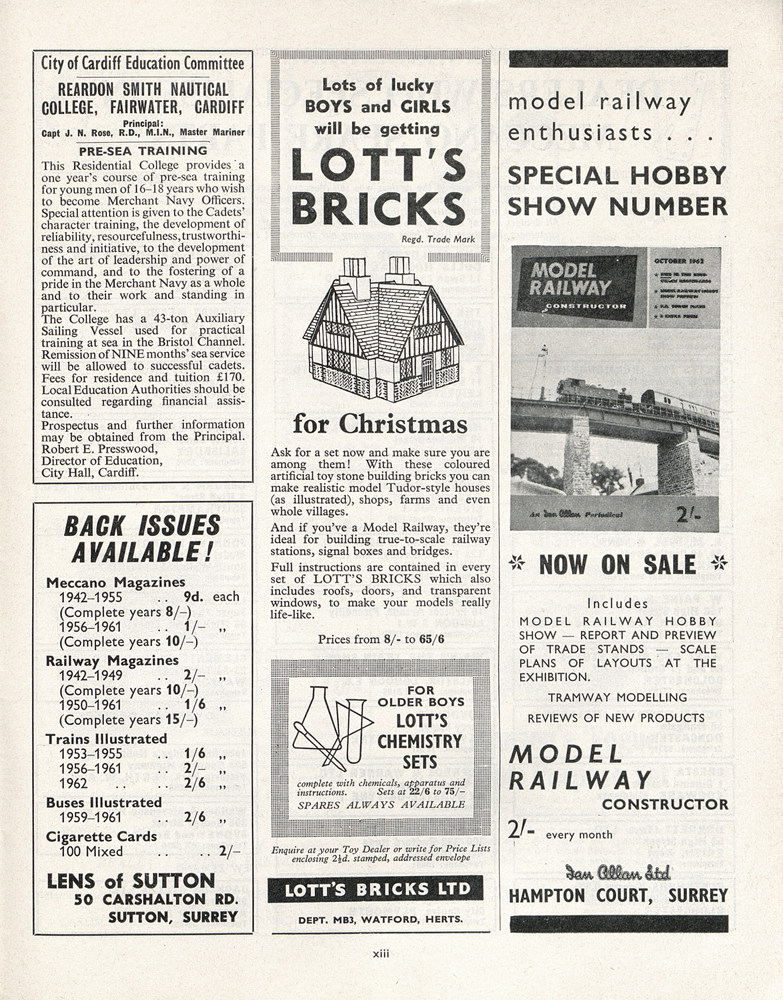 City of Cardiff Education Committee
REARDON SMITH NAUTICAL
COLLEGE, FAIRWATER, CARDIFF
Principal:
Capt J. N. Rose, R.D., M.I.N., Master Mariner
PRE-SEA TRAINING
This Residential College provides a
one year's course of pre-sea training
for young men of 16–18 years who wish
to become Merchant Navy Officers.
Special attention is given to the Cadets'
character training, the development of
reliability, resourcefulness, trustworthi-
ness and initiative, to the development
of the art of leadership and power of
command, and to the fostering of a
pride in the Merchant Navy as a whole
and to their work and standing in
particular.
The College has a 43-ton Auxiliary
Sailing Vessel used for practical
training at sea in the Bristol Channel.
Remission of NINE months' sea service
will be allowed to successful cadets.
Fees for residence and tuition £170.
Local Education Authorities should be
consulted regarding financial assis-
tance.
Prospectus and further information
may be obtained from the Principal.
Robert E. Presswood,
Director of Education,
City Hall, Cardiff.
BACK ISSUES
AVAILABLE!
Meccano Magazines
1942–1955 .. 9d. each
(Complete years 8/–)
1956–1961 .. 1/– ,,
(Complete years 10/–)
Railway Magazines
1942–1949 .. 2/– ,,
(Complete years 10/–)
1950–1961 .. 1/6 ,,
(Complete years 15/–)
Trains Illustrated
1953–1955 .. 1/6 ,,
1956–1961 .. 2/– ,,
1962 .. .. 2/6 ,,
Buses Illustrated
1959–1961 .. 2/6 ,,
Cigarette Cards
100 Mixed .. .. 2/–
LENS of SUTTON
50 CARSHALTON RD.
SUTTON, SURREY
Lots of lucky
BOYS and GIRLS
will be getting
LOTT'S
BRICKS
Regd. Trade Mark
for Christmas
Ask for a set now and make sure you are
among them! With these coloured
artificial toy stone building bricks you can
make realistic model Tudor-style houses
(as illustrated), shops, farms and even
whole villages.
And if you've a Model Railway, they're
ideal for building true-to-scale railway
stations, signal boxes and bridges.
Full instructions are contained in every
set of LOTT'S BRICKS which also
includes roofs, doors, and transparent
windows, to make your models really
life-like.
Prices from 8/- to 65/6
FOR
OLDER BOYS
LOTT'S
CHEMISTRY
SETS
complete with chemicals, apparatus and
instructions. Sets at 22/6 to 75/–
SPARES ALWAYS AVAILABLE
Enquire at your Toy Dealer or write for Price Lists
enclosing 2½d. stamped, addressed envelope
LOTT'S BRICKS LTD
DEPT. MB3, WATFORD, HERTS.
model railway
enthusiasts . . .
SPECIAL HOBBY
SHOW NUMBER
MODEL
RAILWAY
CONSTRUCTOR
OCTOBER 1962
An Ian Allan Periodical
2/-
NOW ON SALE
Includes
MODEL RAILWAY HOBBY
SHOW — REPORT AND PREVIEW
OF TRADE STANDS — SCALE
PLANS OF LAYOUTS AT THE
EXHIBITION.
TRAMWAY MODELLING
REVIEWS OF NEW PRODUCTS
MODEL
RAILWAY
CONSTRUCTOR
2/- every month
Ian Allan Ltd
HAMPTON COURT, SURREY
xiii